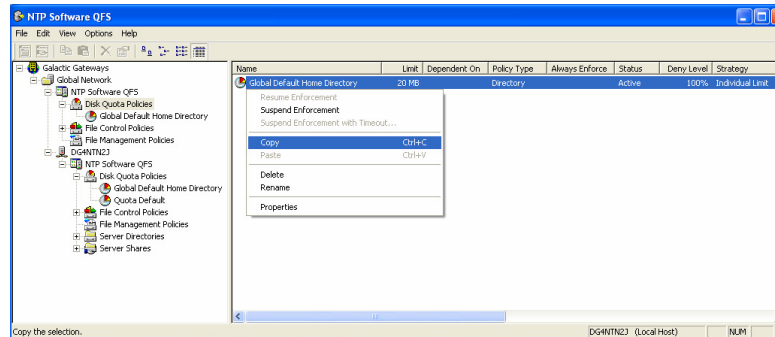 NTP Software QFS
File Edit View Options Help
Galactic Gateways
Global Network
NTP Software QFS
Disk Quota Policies
Global Default Home Directory
File Control Policies
File Management Policies
DG4NTN2J
NTP Software QFS
Disk Quota Policies
Global Default Home Directory
Quota Default
File Control Policies
File Management Policies
Server Directories
Server Shares
Name Limit Dependent On Policy Type Always Enforce Status Deny Level Strategy
Global Default Home Directory 20 MB Directory Active 100% Individual Limit
Resume Enforcement
Suspend Enforcement
Suspend Enforcement with Timeout...
Copy Ctrl+C
Paste Ctrl+V
Delete
Rename
Properties
Copy the selection. DG4NTN2J (Local Host) NUM